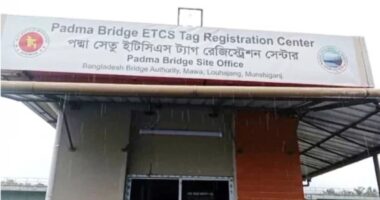 Padma Bridge ETCS Tag Registration Center
পদ্মা সেতু ইটিসিএস ট্যাগ রেজিস্ট্রেশন সেন্টার
Padma Bridge Site Office
Bangladesh Bridge Authority, Mawa, Louhajang, Munshiganj